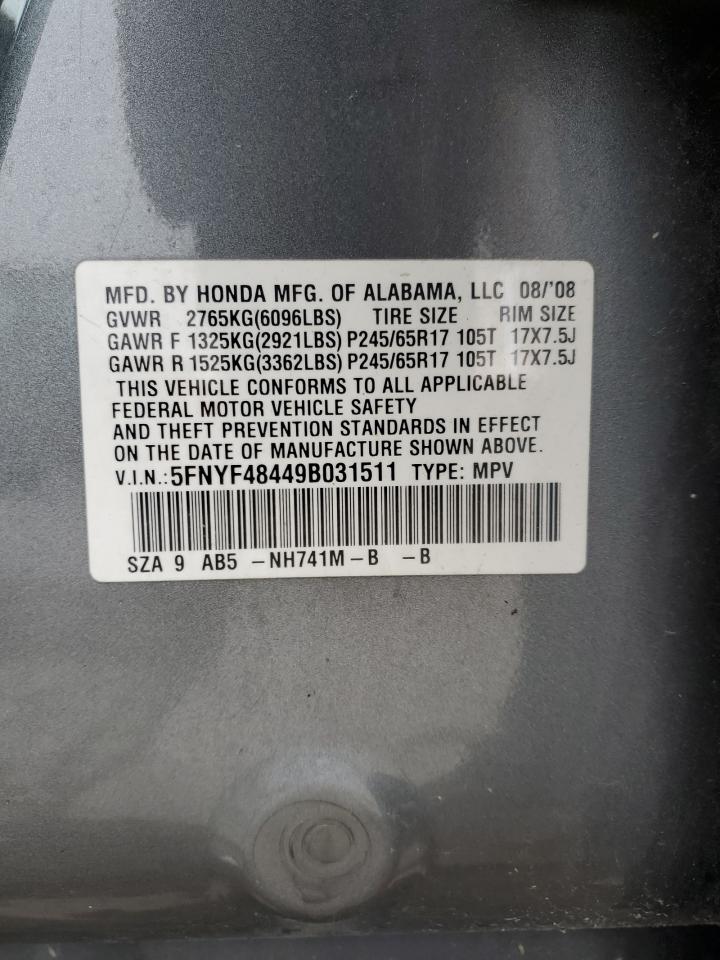 MFD. BY HONDA MFG. OF ALABAMA, LLC 08/'08
GVWR 2765KG(6096LBS) TIRE SIZE RIM SIZE
GAWR F 1325KG(2921LBS) P245/65R17 105T 17X7.5J
GAWR R 1525KG(3362LBS) P245/65R17 105T 17X7.5J
THIS VEHICLE CONFORMS TO ALL APPLICABLE
FEDERAL MOTOR VEHICLE SAFETY
AND THEFT PREVENTION STANDARDS IN EFFECT
ON THE DATE OF MANUFACTURE SHOWN ABOVE.
V.I.N.:5FNYF48449B031511 TYPE: MPV
SZA 9 AB5 -NH741M-B -B